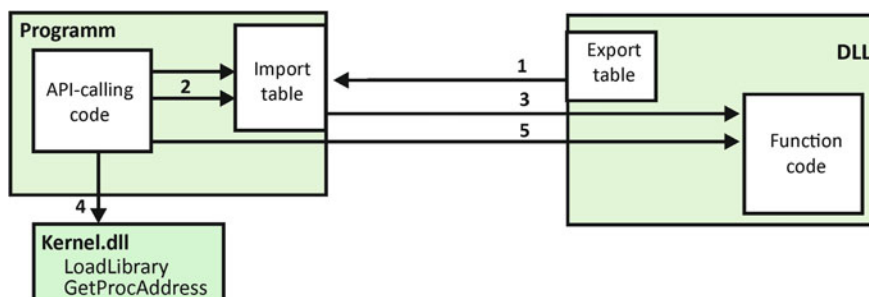 Programm
API-calling
code
2
Import
table
1
3
5
Export
table
DLL
Function
code
4
Kernel.dll
LoadLibrary
GetProcAddress